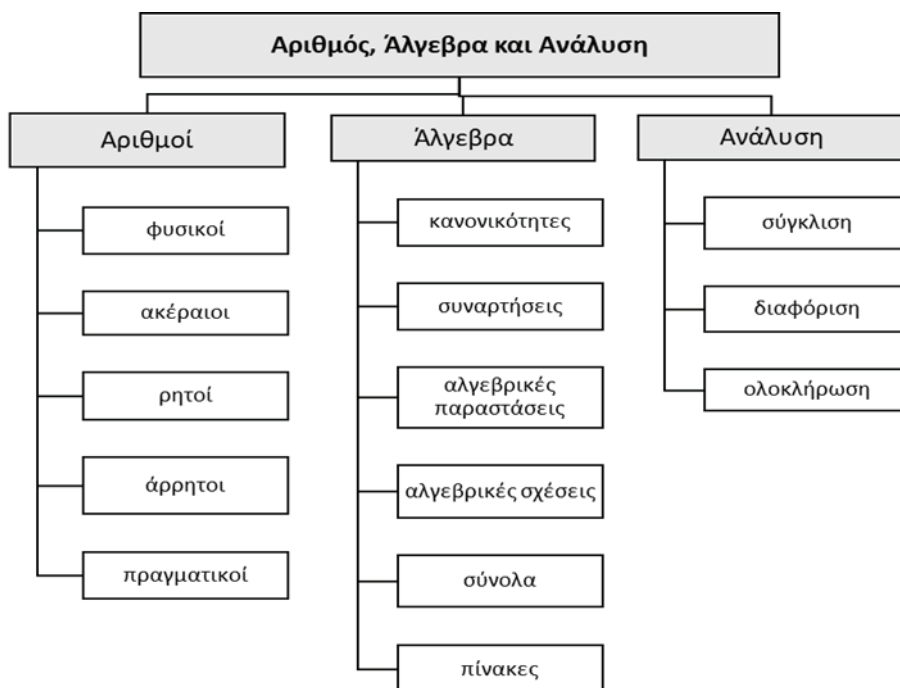 Αριθμός, Άλγεβρα και Ανάλυση
Αριθμοί
φυσικοί
ακέραιοι
ρητοί
άρρητοι
πραγματικοί
Άλγεβρα
κανονικότητες
συναρτήσεις
αλγεβρικές
παραστάσεις
αλγεβρικές σχέσεις
σύνολα
πίνακες
Ανάλυση
σύγκλιση
διαφόριση
ολοκλήρωση